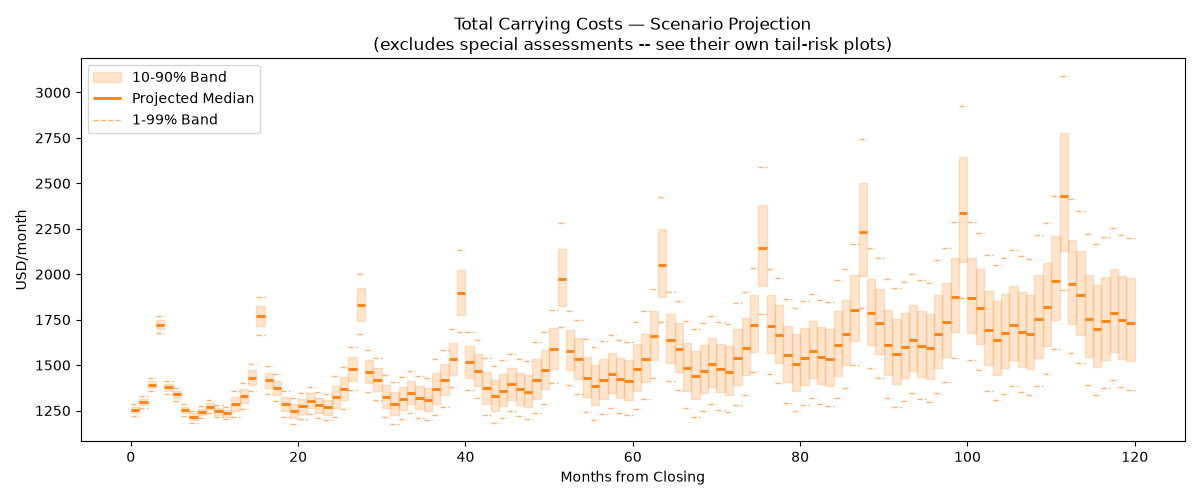 Total Carrying Costs — Scenario Projection
(excludes special assessments -- see their own tail-risk plots)
10-90% Band
Projected Median
1-99% Band
USD/month
3000
2750
2500
2250
2000
1750
1500
1250
0
20
40
60
80
100
120
Months from Closing